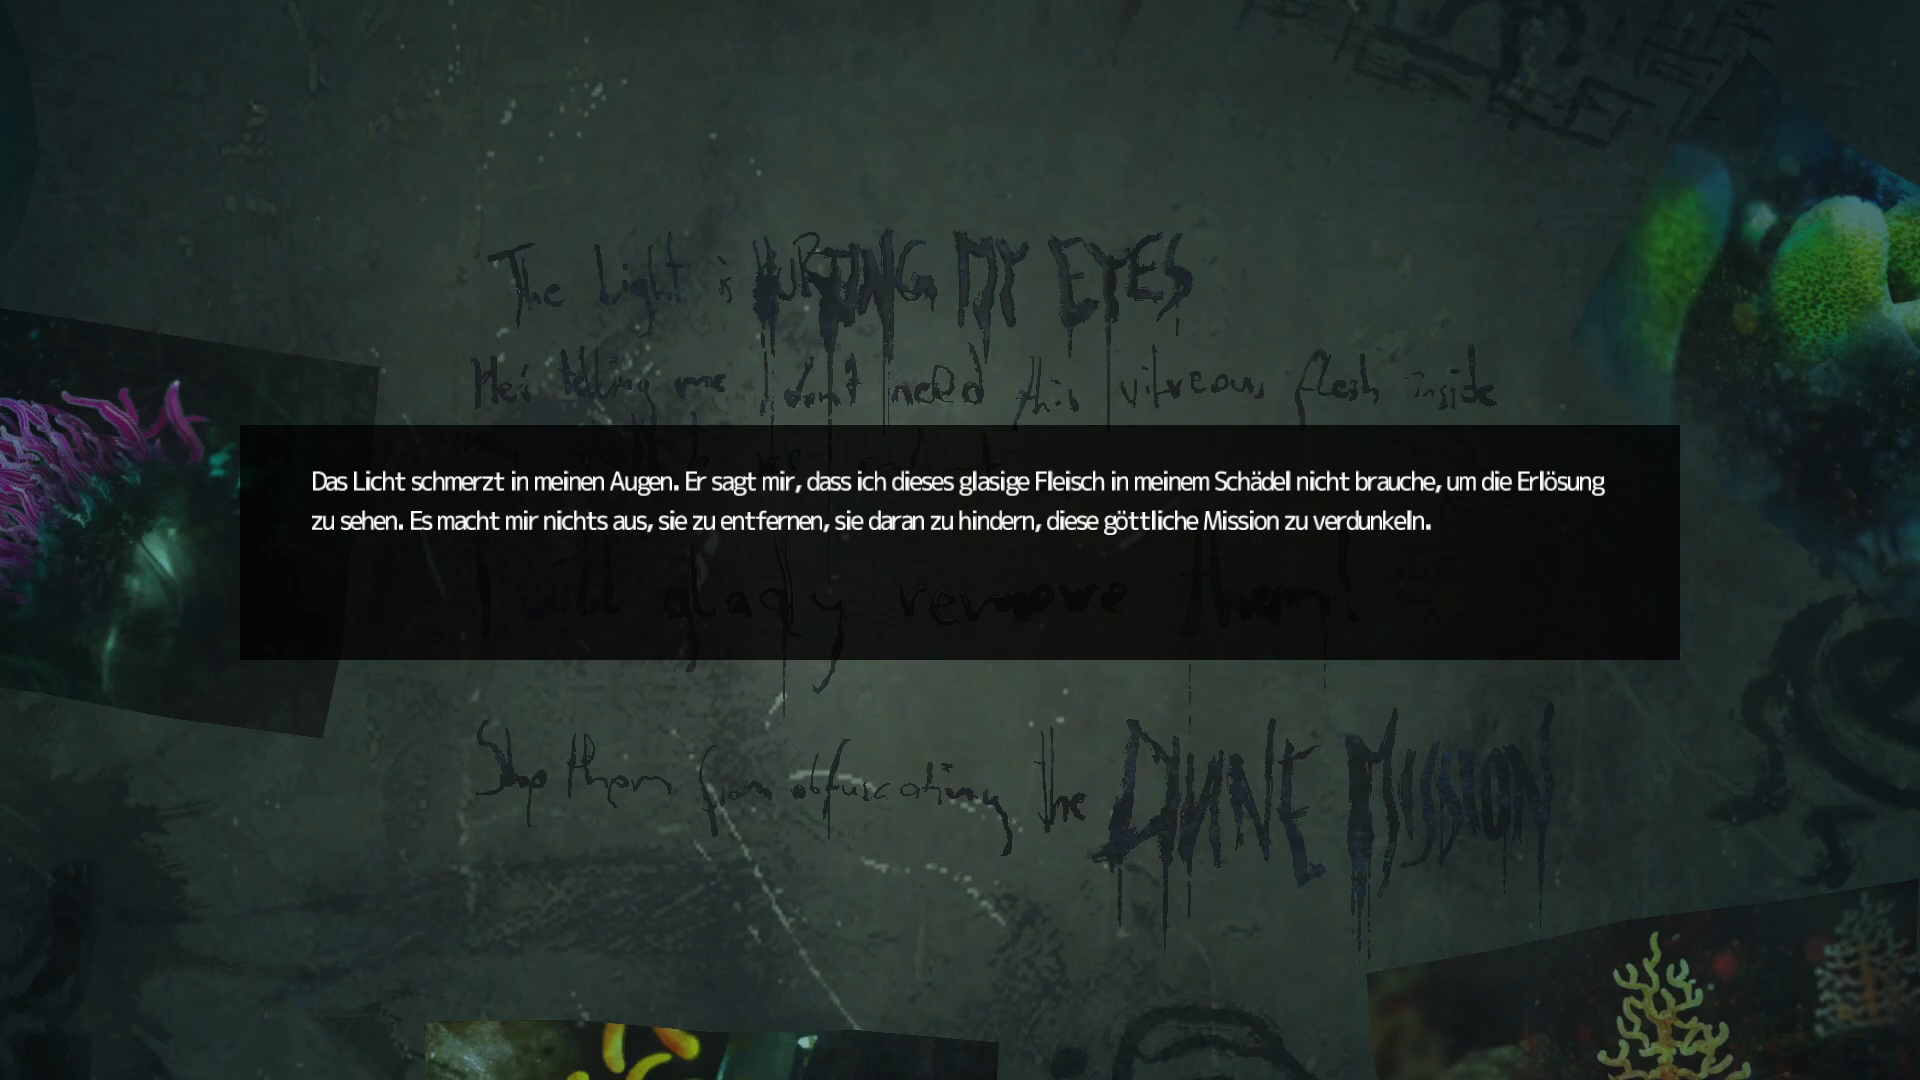 The Light is HURTING MY EYES
He's telling me I don't need this vitreous flesh inside
Das Licht schmerzt in meinen Augen. Er sagt mir, dass ich dieses glasige Fleisch in meinem Schädel nicht brauche, um die Erlösung
zu sehen. Es macht mir nichts aus, sie zu entfernen, sie daran zu hindern, diese göttliche Mission zu verdunkeln.
I will gladly remove them!
Stop them from obfuscating the DIVINE MISSION